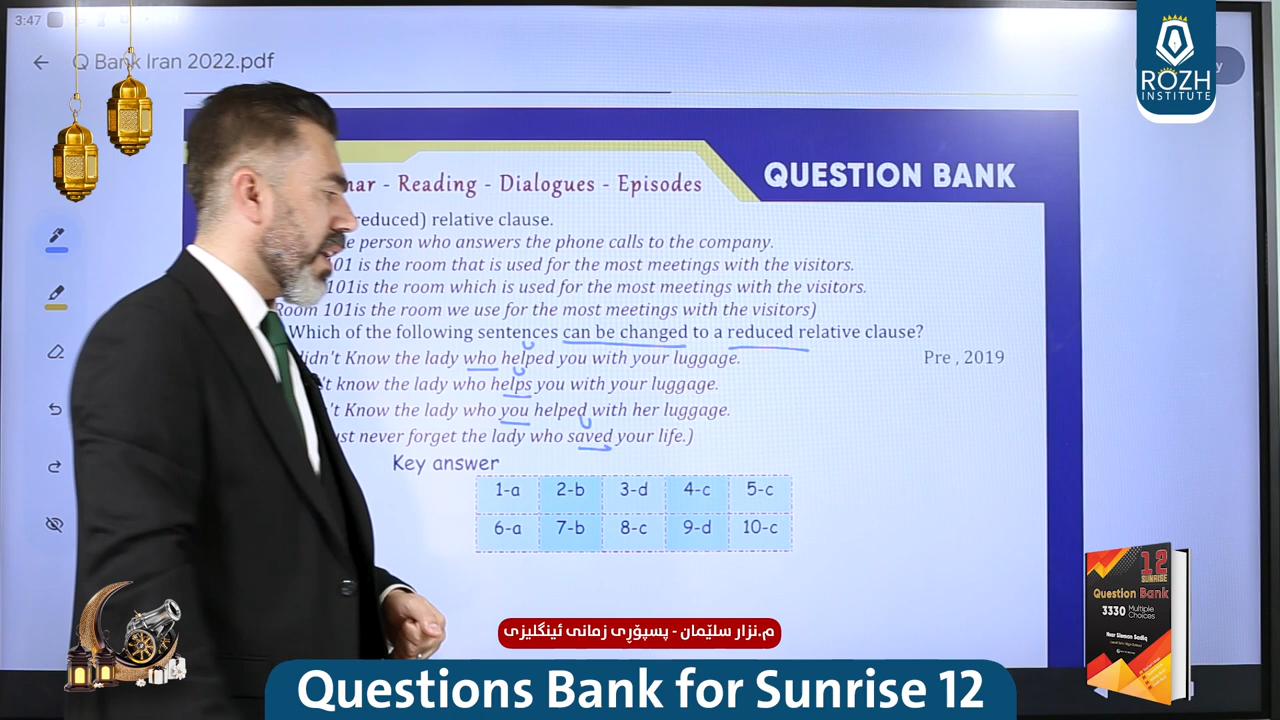 3:47
Q Bank Iran 2022.pdf
ROZH
INSTITUTE
QUESTION BANK
mar - Reading - Dialogues - Episodes
reduced) relative clause.
e person who answers the phone calls to the company.
01 is the room that is used for the most meetings with the visitors.
101is the room which is used for the most meetings with the visitors.
Room 101is the room we use for the most meetings with the visitors)
Which of the following sentences can be changed to a reduced relative clause?
didn't Know the lady who helped you with your luggage.
Pre , 2019
't know the lady who helps you with your luggage.
't Know the lady who you helped with her luggage.
ust never forget the lady who saved your life.)
Key answer
1-a 2-b 3-d 4-c 5-c
6-a 7-b 8-c 9-d 10-c
12
SUNRISE
Question Bank
3330 Multiple
Choices
م.نزار سلێمان - پسپۆڕی زمانی ئینگلیزی
Questions Bank for Sunrise 12